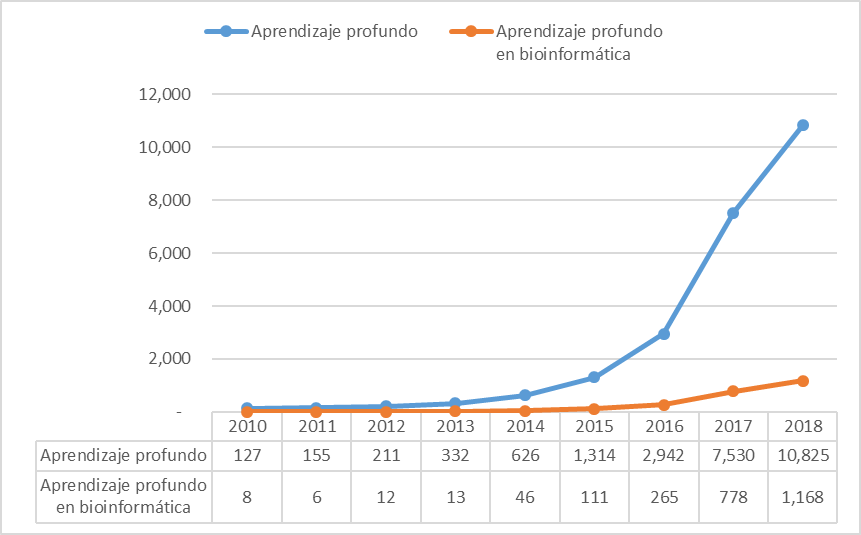 Aprendizaje profundo
Aprendizaje profundo
en bioinformática
12,000
10,000
8,000
6,000
4,000
2,000
-
2010 2011 2012 2013 2014 2015 2016 2017 2018
Aprendizaje profundo 127 155 211 332 626 1,314 2,942 7,530 10,825
Aprendizaje profundo
en bioinformática 8 6 12 13 46 111 265 778 1,168